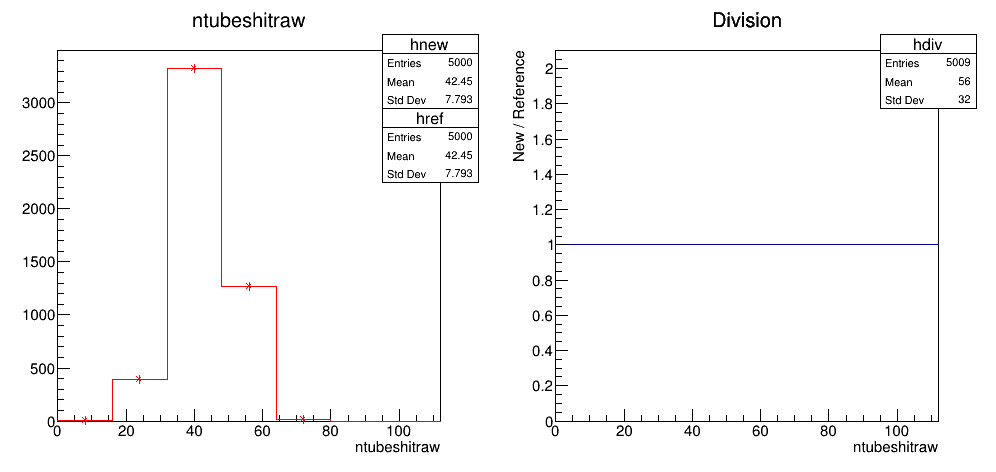 ntubeshitraw
hnew
Entries 5000
Mean 42.45
Std Dev 7.793
href
Entries 5000
Mean 42.45
Std Dev 7.793
3000
2500
2000
1500
1000
500
0
0 20 40 60 80 100
ntubeshitraw
Division
hdiv
Entries 5009
Mean 56
Std Dev 32
New / Reference
2
1.8
1.6
1.4
1.2
1
0.8
0.6
0.4
0.2
0
0 20 40 60 80 100
ntubeshitraw